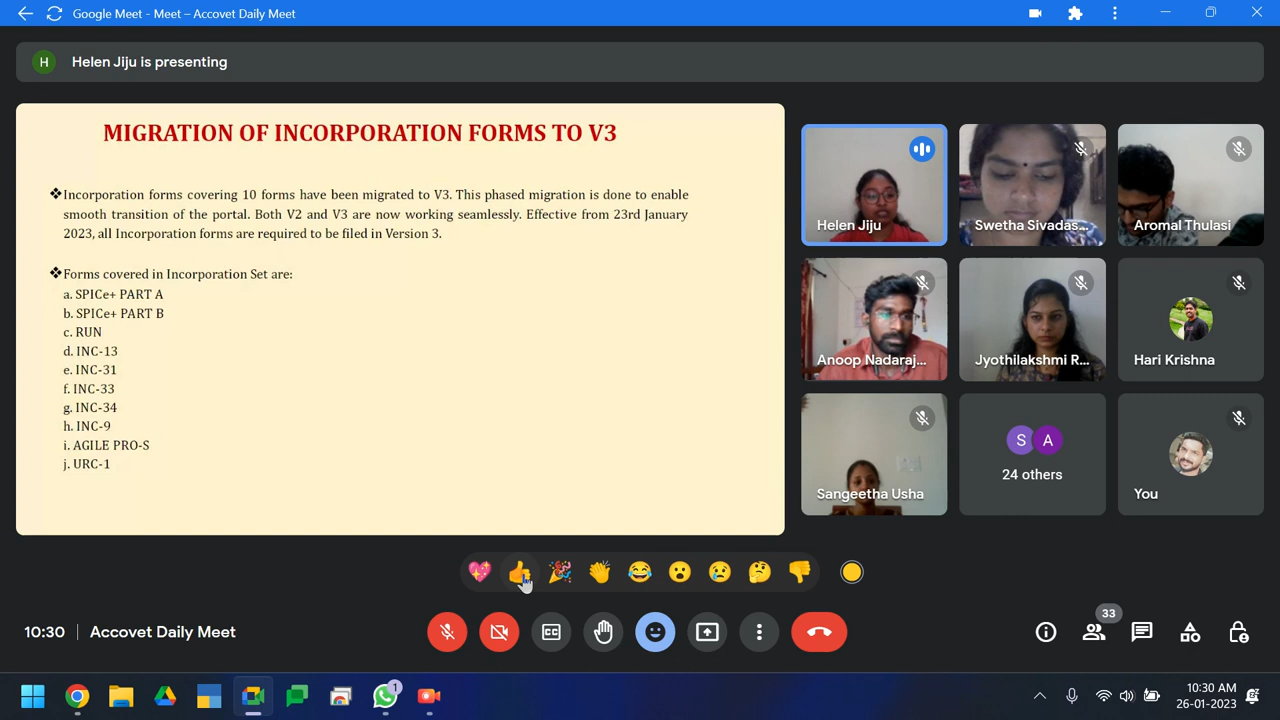 Google Meet - Meet – Accovet Daily Meet
H Helen Jiju is presenting
MIGRATION OF INCORPORATION FORMS TO V3
❖Incorporation forms covering 10 forms have been migrated to V3. This phased migration is done to enable
smooth transition of the portal. Both V2 and V3 are now working seamlessly. Effective from 23rd January
2023, all Incorporation forms are required to be filed in Version 3.
❖Forms covered in Incorporation Set are:
a. SPICe+ PART A
b. SPICe+ PART B
c. RUN
d. INC-13
e. INC-31
f. INC-33
g. INC-34
h. INC-9
i. AGILE PRO-S
j. URC-1
Helen Jiju
Swetha Sivadas...
Aromal Thulasi
Anoop Nadaraj...
Jyothilakshmi R...
Hari Krishna
Sangeetha Usha
S A
24 others
You
10:30 | Accovet Daily Meet
CC
33
1
10:30 AM
26-01-2023